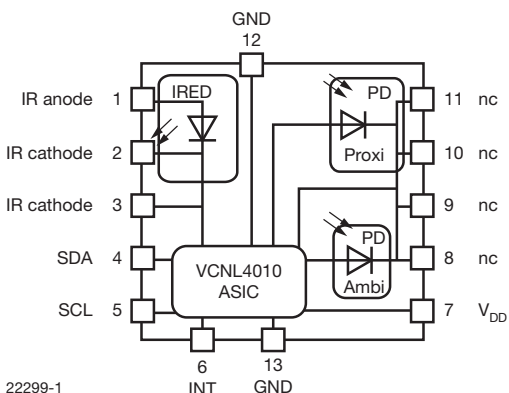 GND
12
IR anode 1
IRED
PD
11 nc
IR cathode 2
Proxi
10 nc
IR cathode 3
9 nc
SDA 4
VCNL4010
ASIC
PD
Ambi
8 nc
SCL 5
7 VDD
6
INT
13
GND
22299-1